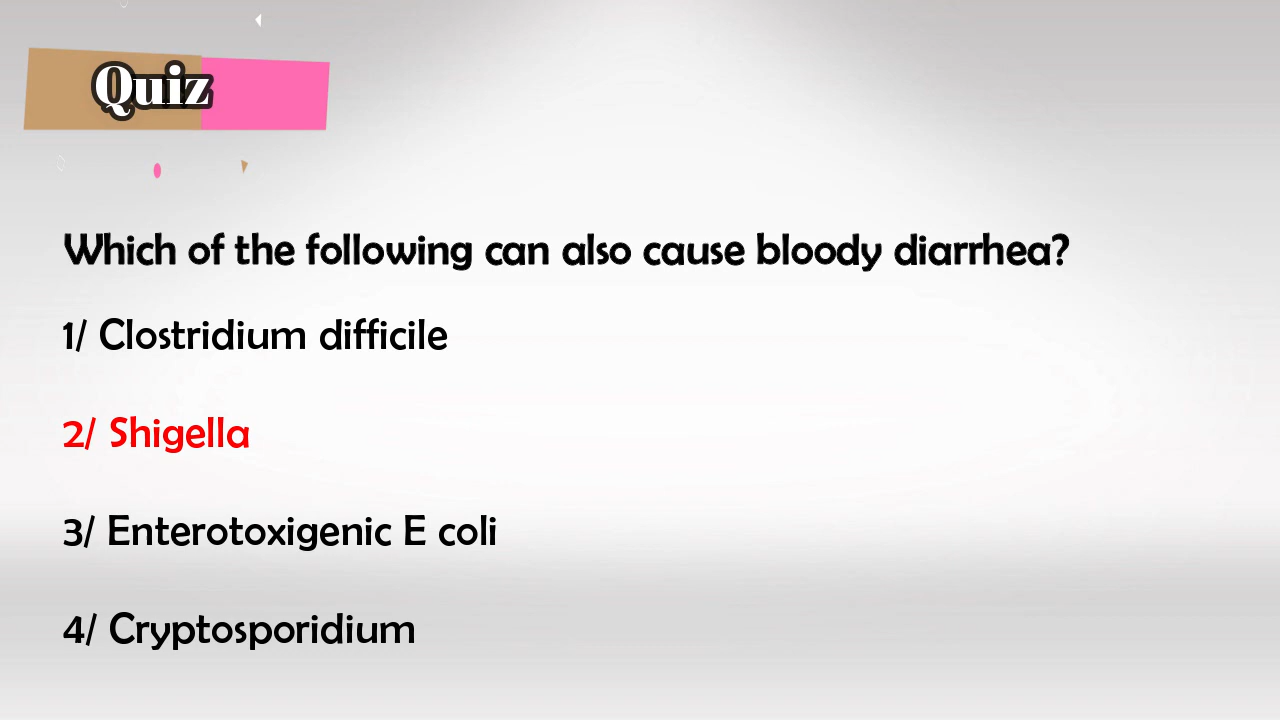 Quiz
Which of the following can also cause bloody diarrhea?
1/ Clostridium difficile
2/ Shigella
3/ Enterotoxigenic E coli
4/ Cryptosporidium